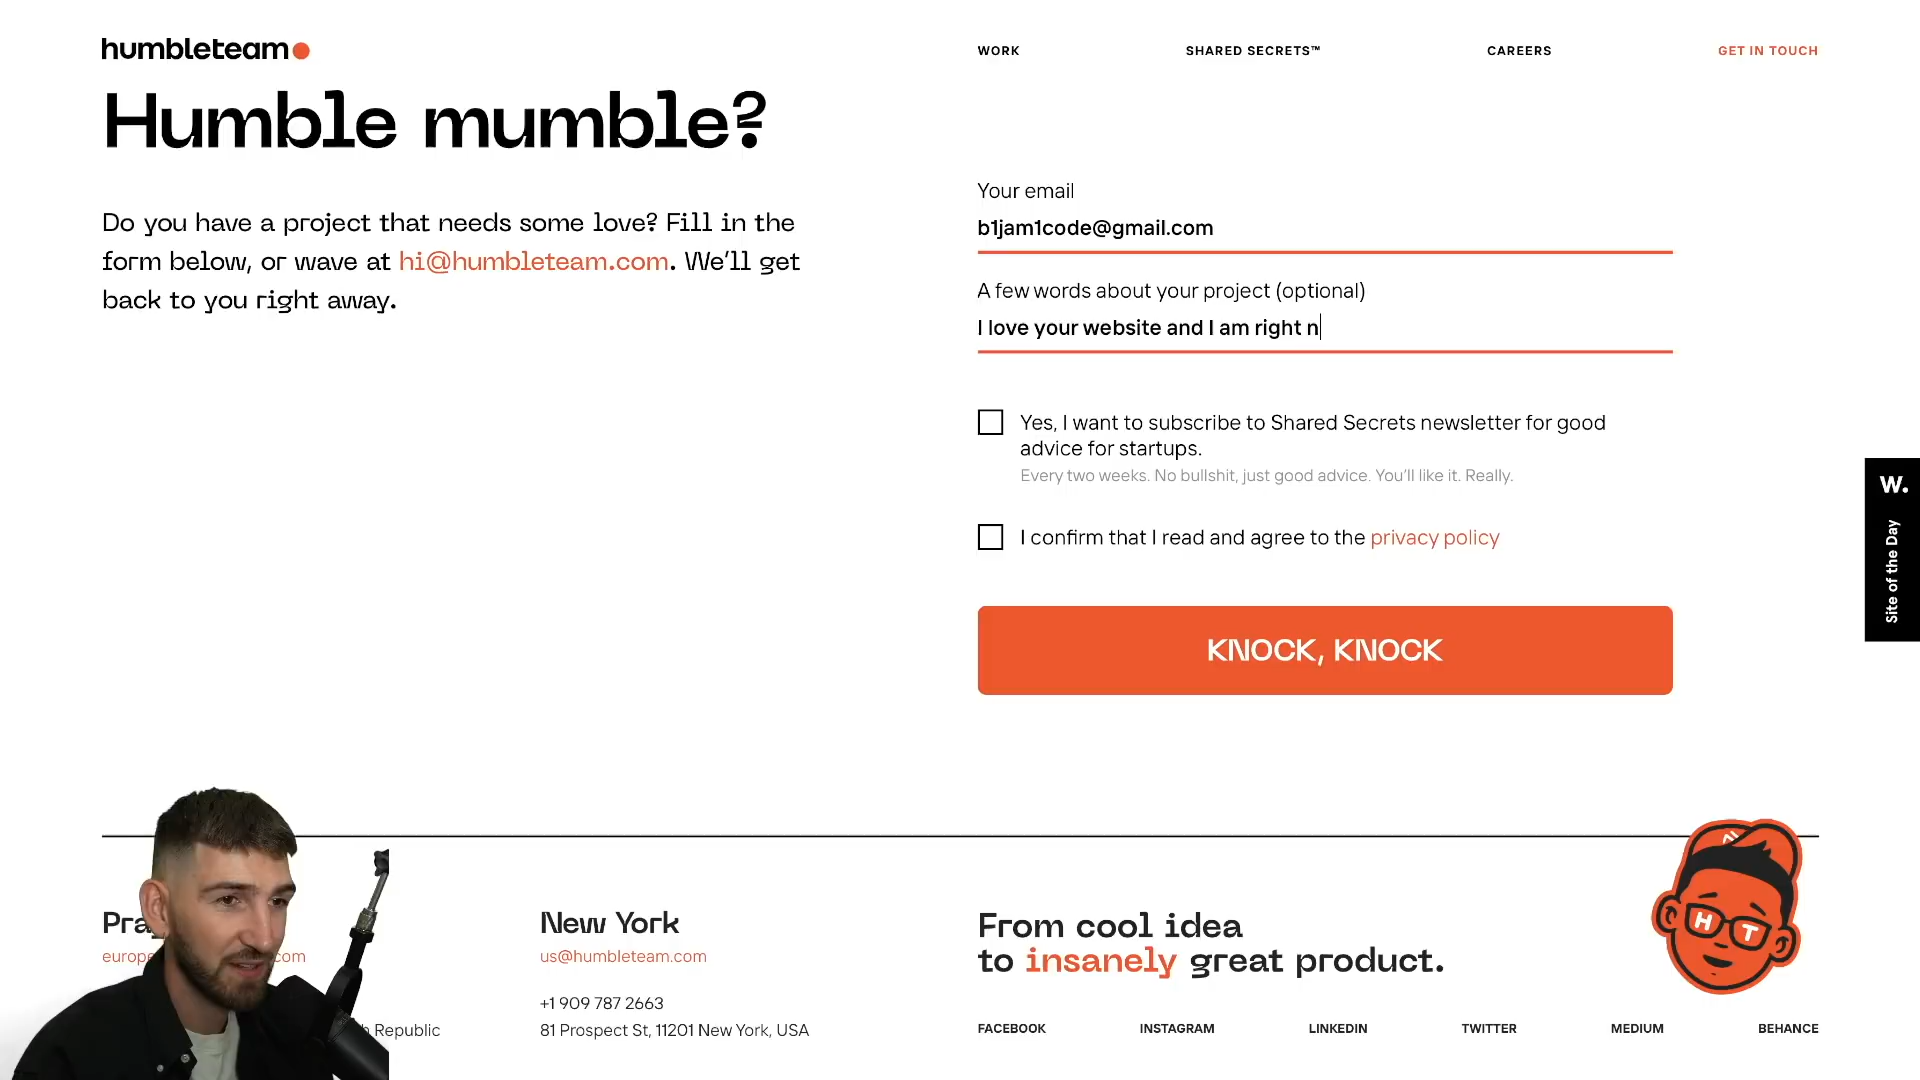 humbleteam
WORK
SHARED SECRETS™
CAREERS
GET IN TOUCH
Humble mumble?
Do you have a project that needs some love? Fill in the
form below, or wave at hi@humbleteam.com. We'll get
back to you right away.
Your email
b1jam1code@gmail.com
A few words about your project (optional)
I love your website and I am right n
Yes, I want to subscribe to Shared Secrets newsletter for good
advice for startups.
Every two weeks. No bullshit, just good advice. You'll like it. Really.
I confirm that I read and agree to the privacy policy
KNOCK, KNOCK
W.
Site of the Day
New York
us@humbleteam.com
+1 909 787 2663
81 Prospect St, 11201 New York, USA
Republic
From cool idea
to insanely great product.
H T
FACEBOOK
INSTAGRAM
LINKEDIN
TWITTER
MEDIUM
BEHANCE